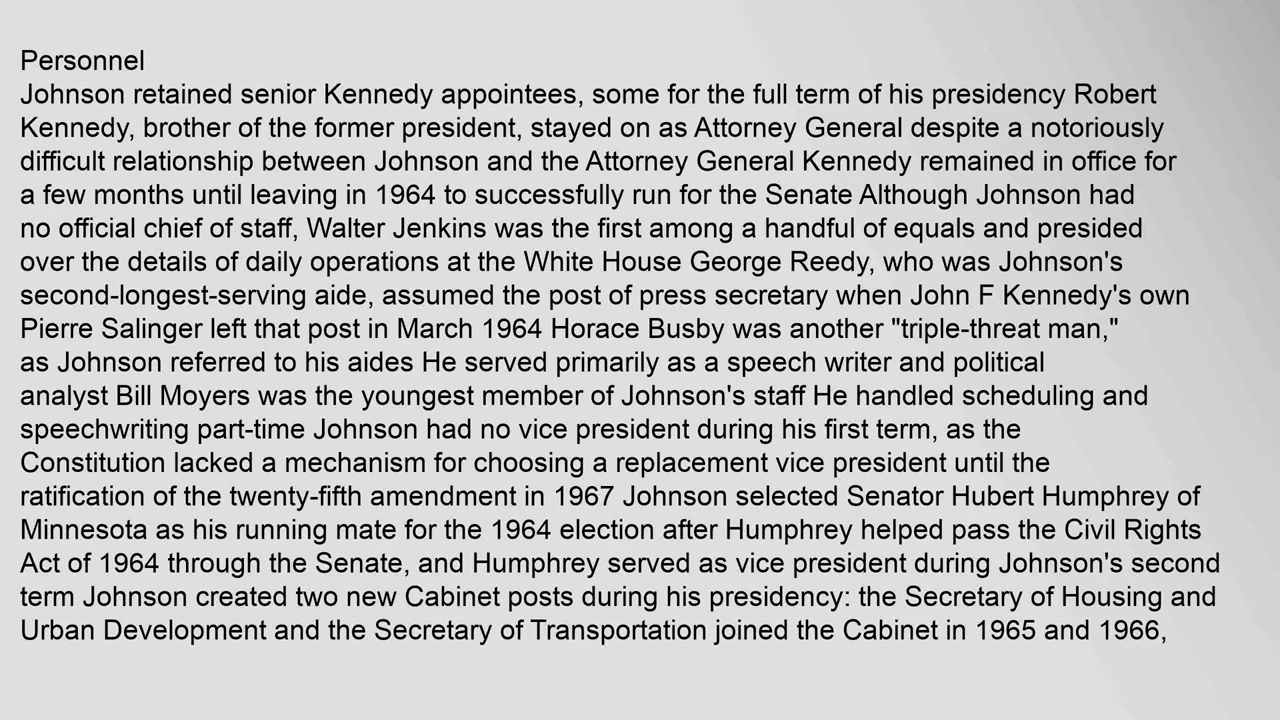 Personnel
Johnson retained senior Kennedy appointees, some for the full term of his presidency Robert
Kennedy, brother of the former president, stayed on as Attorney General despite a notoriously
difficult relationship between Johnson and the Attorney General Kennedy remained in office for
a few months until leaving in 1964 to successfully run for the Senate Although Johnson had
no official chief of staff, Walter Jenkins was the first among a handful of equals and presided
over the details of daily operations at the White House George Reedy, who was Johnson's
second-longest-serving aide, assumed the post of press secretary when John F Kennedy's own
Pierre Salinger left that post in March 1964 Horace Busby was another "triple-threat man,"
as Johnson referred to his aides He served primarily as a speech writer and political
analyst Bill Moyers was the youngest member of Johnson's staff He handled scheduling and
speechwriting part-time Johnson had no vice president during his first term, as the
Constitution lacked a mechanism for choosing a replacement vice president until the
ratification of the twenty-fifth amendment in 1967 Johnson selected Senator Hubert Humphrey of
Minnesota as his running mate for the 1964 election after Humphrey helped pass the Civil Rights
Act of 1964 through the Senate, and Humphrey served as vice president during Johnson's second
term Johnson created two new Cabinet posts during his presidency: the Secretary of Housing and
Urban Development and the Secretary of Transportation joined the Cabinet in 1965 and 1966,